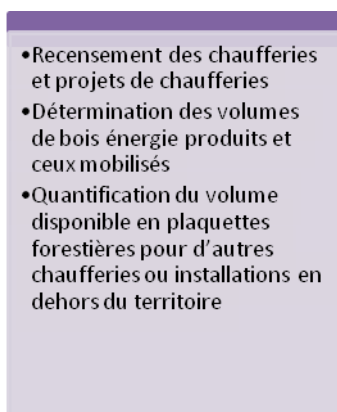 •Recensement des chaufferies
et projets de chaufferies
•Détermination des volumes
de bois énergie produits et
ceux mobilisés
•Quantification du volume
disponible en plaquettes
forestières pour d'autres
chaufferies ou installations en
dehors du territoire